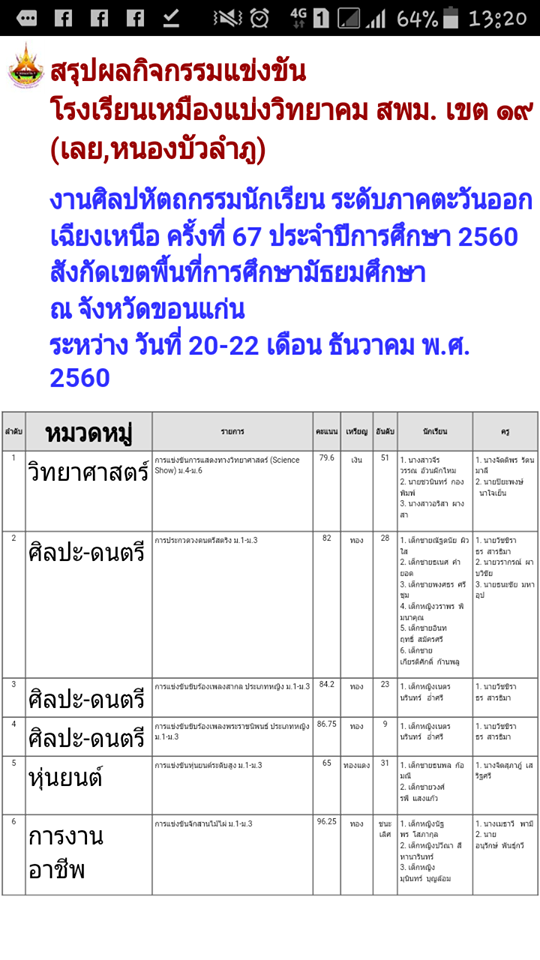 4G 1 64% 13:20
สรุปผลกิจกรรมแข่งขัน
โรงเรียนเหมืองแบ่งวิทยาคม สพม. เขต ๑๙
(เลย,หนองบัวลำภู)
งานศิลปหัตถกรรมนักเรียน ระดับภาคตะวันออก
เฉียงเหนือ ครั้งที่ 67 ประจำปีการศึกษา 2560
สังกัดเขตพื้นที่การศึกษามัธยมศึกษา
ณ จังหวัดขอนแก่น
ระหว่าง วันที่ 20-22 เดือน ธันวาคม พ.ศ.
2560
ลำดับ หมวดหมู่ รายการ คะแนน เหรียญ อันดับ นักเรียน ครู
1 วิทยาศาสตร์ การแข่งขันการแสดงทางวิทยาศาสตร์ (Science 79.6 เงิน 51 1. นางสาวจีร 1. นางจิตติพร รัตน
Show) ม.4-ม.6 วรรณ อ้วนผักไหม มาลี
2. นายชวนินทร์ กอง 2. นายปิยะพงษ์
พิมพ์ นาใจเย็น
3. นางสาวอริสา ผาง
สา
2 ศิลปะ-ดนตรี การประกวดวงดนตรีสตริง ม.1-ม.3 82 ทอง 28 1. เด็กชายณัฐดนัย ผิว 1. นายวัชชิรา
ใส ธร สารธิมา
2. เด็กชายธเนศ คำ 2. นายวรากรณ์ ผา
ยอด บวิชัย
3. เด็กชายพงศธร ศรี 3. นายธนะชัย มหา
ชุม อุป
4. เด็กหญิงวราพร พิ
มนาคุณ
5. เด็กชายอินท
ฤทธิ์ สมัครศรี
6. เด็กชาย
เกียรติศักดิ์ ก้านพลู
3 ศิลปะ-ดนตรี การแข่งขันขับร้องเพลงสากล ประเภทหญิง ม.1-ม.3 84.2 ทอง 23 1. เด็กหญิงเนตร 1. นายวัชชิรา
นรินทร์ อ่ำศรี ธร สารธิมา
4 ศิลปะ-ดนตรี การแข่งขันขับร้องเพลงพระราชนิพนธ์ ประเภทหญิง 86.75 ทอง 9 1. เด็กหญิงเนตร 1. นายวัชชิรา
ม.1-ม.3 นรินทร์ อ่ำศรี ธร สารธิมา
5 หุ่นยนต์ การแข่งขันหุ่นยนต์ระดับสูง ม.1-ม.3 65 ทองแดง 31 1. เด็กชายธนพล ก้อ 1. นางจิตสุภาภู่ เส
มณี ริฐศรี
2. เด็กชายวงศ์
รพี แสงแก้ว
6 การงาน การแข่งขันจักสานไม้ไผ่ ม.1-ม.3 96.25 ทอง ชนะ 1. เด็กหญิงนัฐ 1. นางเมธาวี พามี
อาชีพ เลิศ พร โสภากุล 2. นาย
2. เด็กหญิงปวีณา สี อนุรักษ์ พันธุ์กวี
หานารินทร์
3. เด็กหญิง
มุนินทร์ บุญล้อม